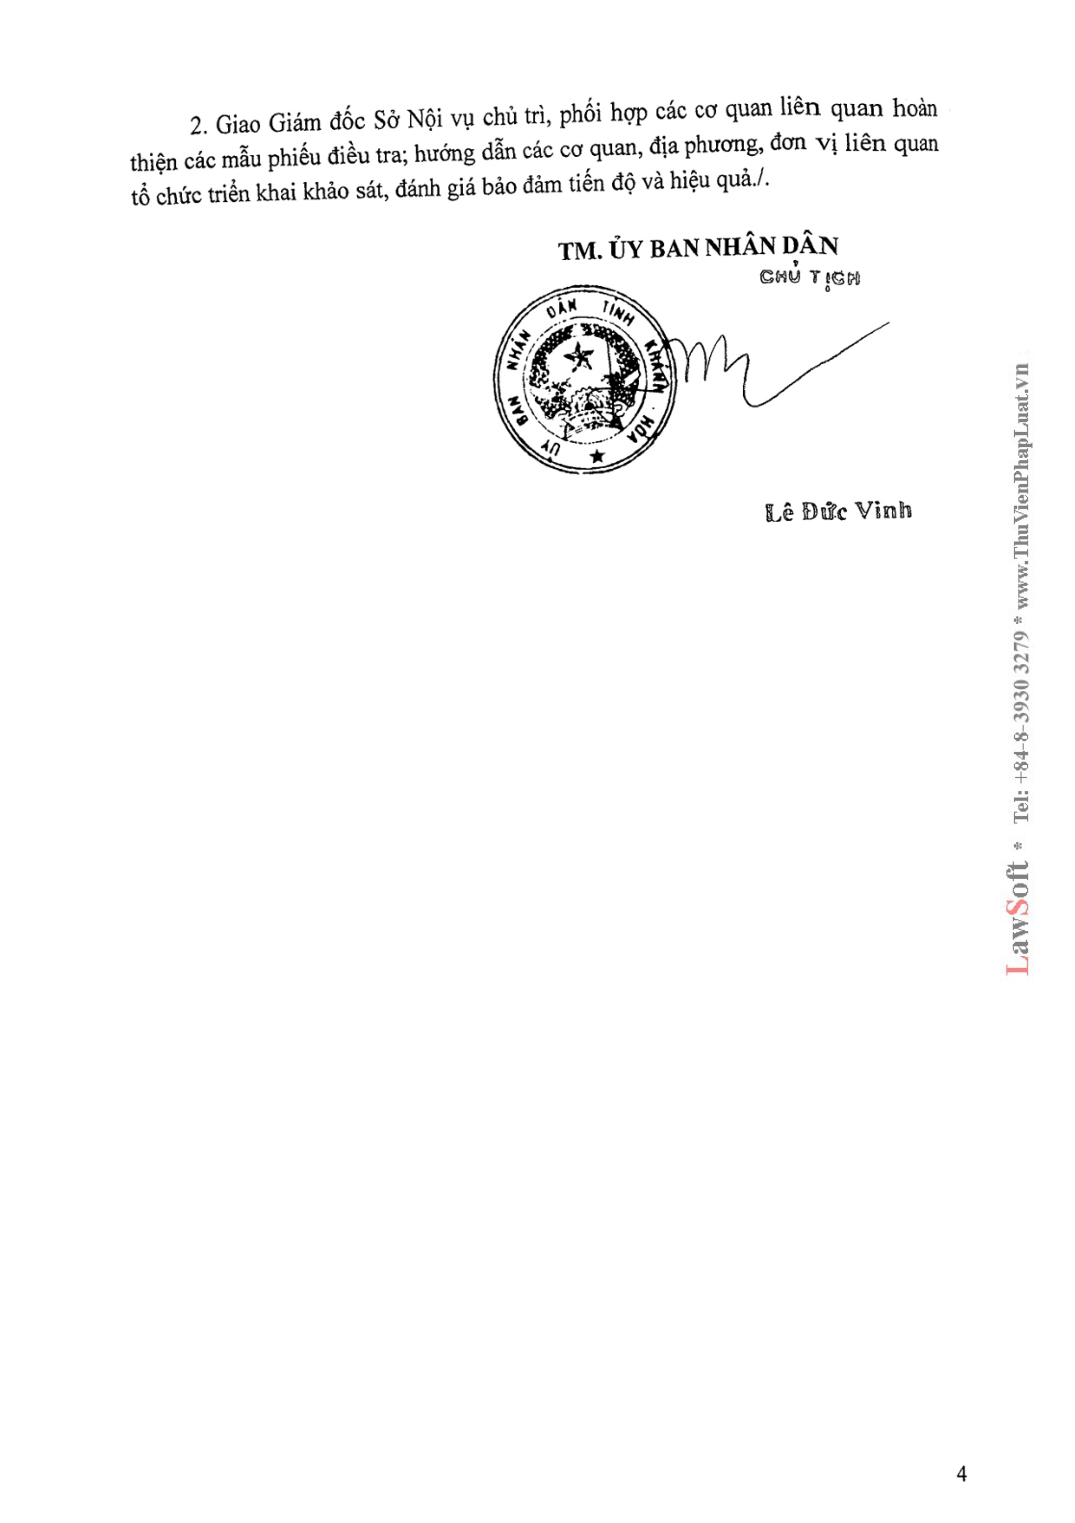 2. Giao Giám đốc Sở Nội vụ chủ trì, phối hợp các cơ quan liên quan hoàn
thiện các mẫu phiếu điều tra; hướng dẫn các cơ quan, địa phương, đơn vị liên quan
tổ chức triển khai khảo sát, đánh giá bảo đảm tiến độ và hiệu quả./.
TM. ỦY BAN NHÂN DÂN
CHỦ TỊCH
ỦY BAN NHÂN DÂN TỈNH KHÁNH HÒA
Lê Đức Vinh
LawSoft * Tel: +84-8-3930 3279 * www.ThuVienPhapLuat.vn
4